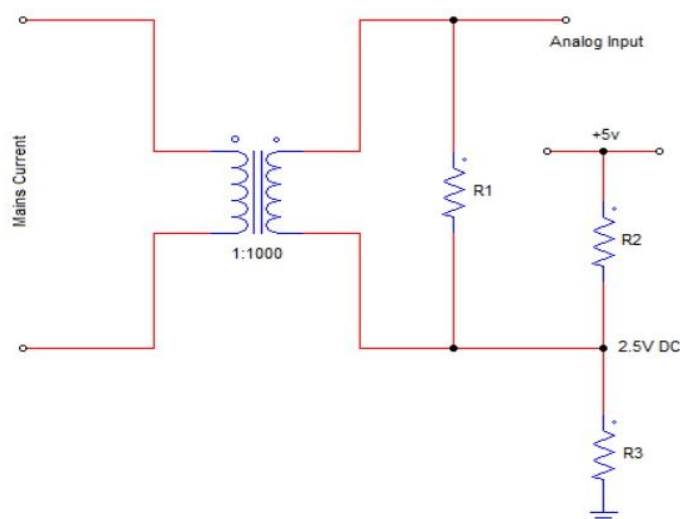 Analog Input
+5v
Mains Current
R1
R2
1:1000
2.5V DC
R3